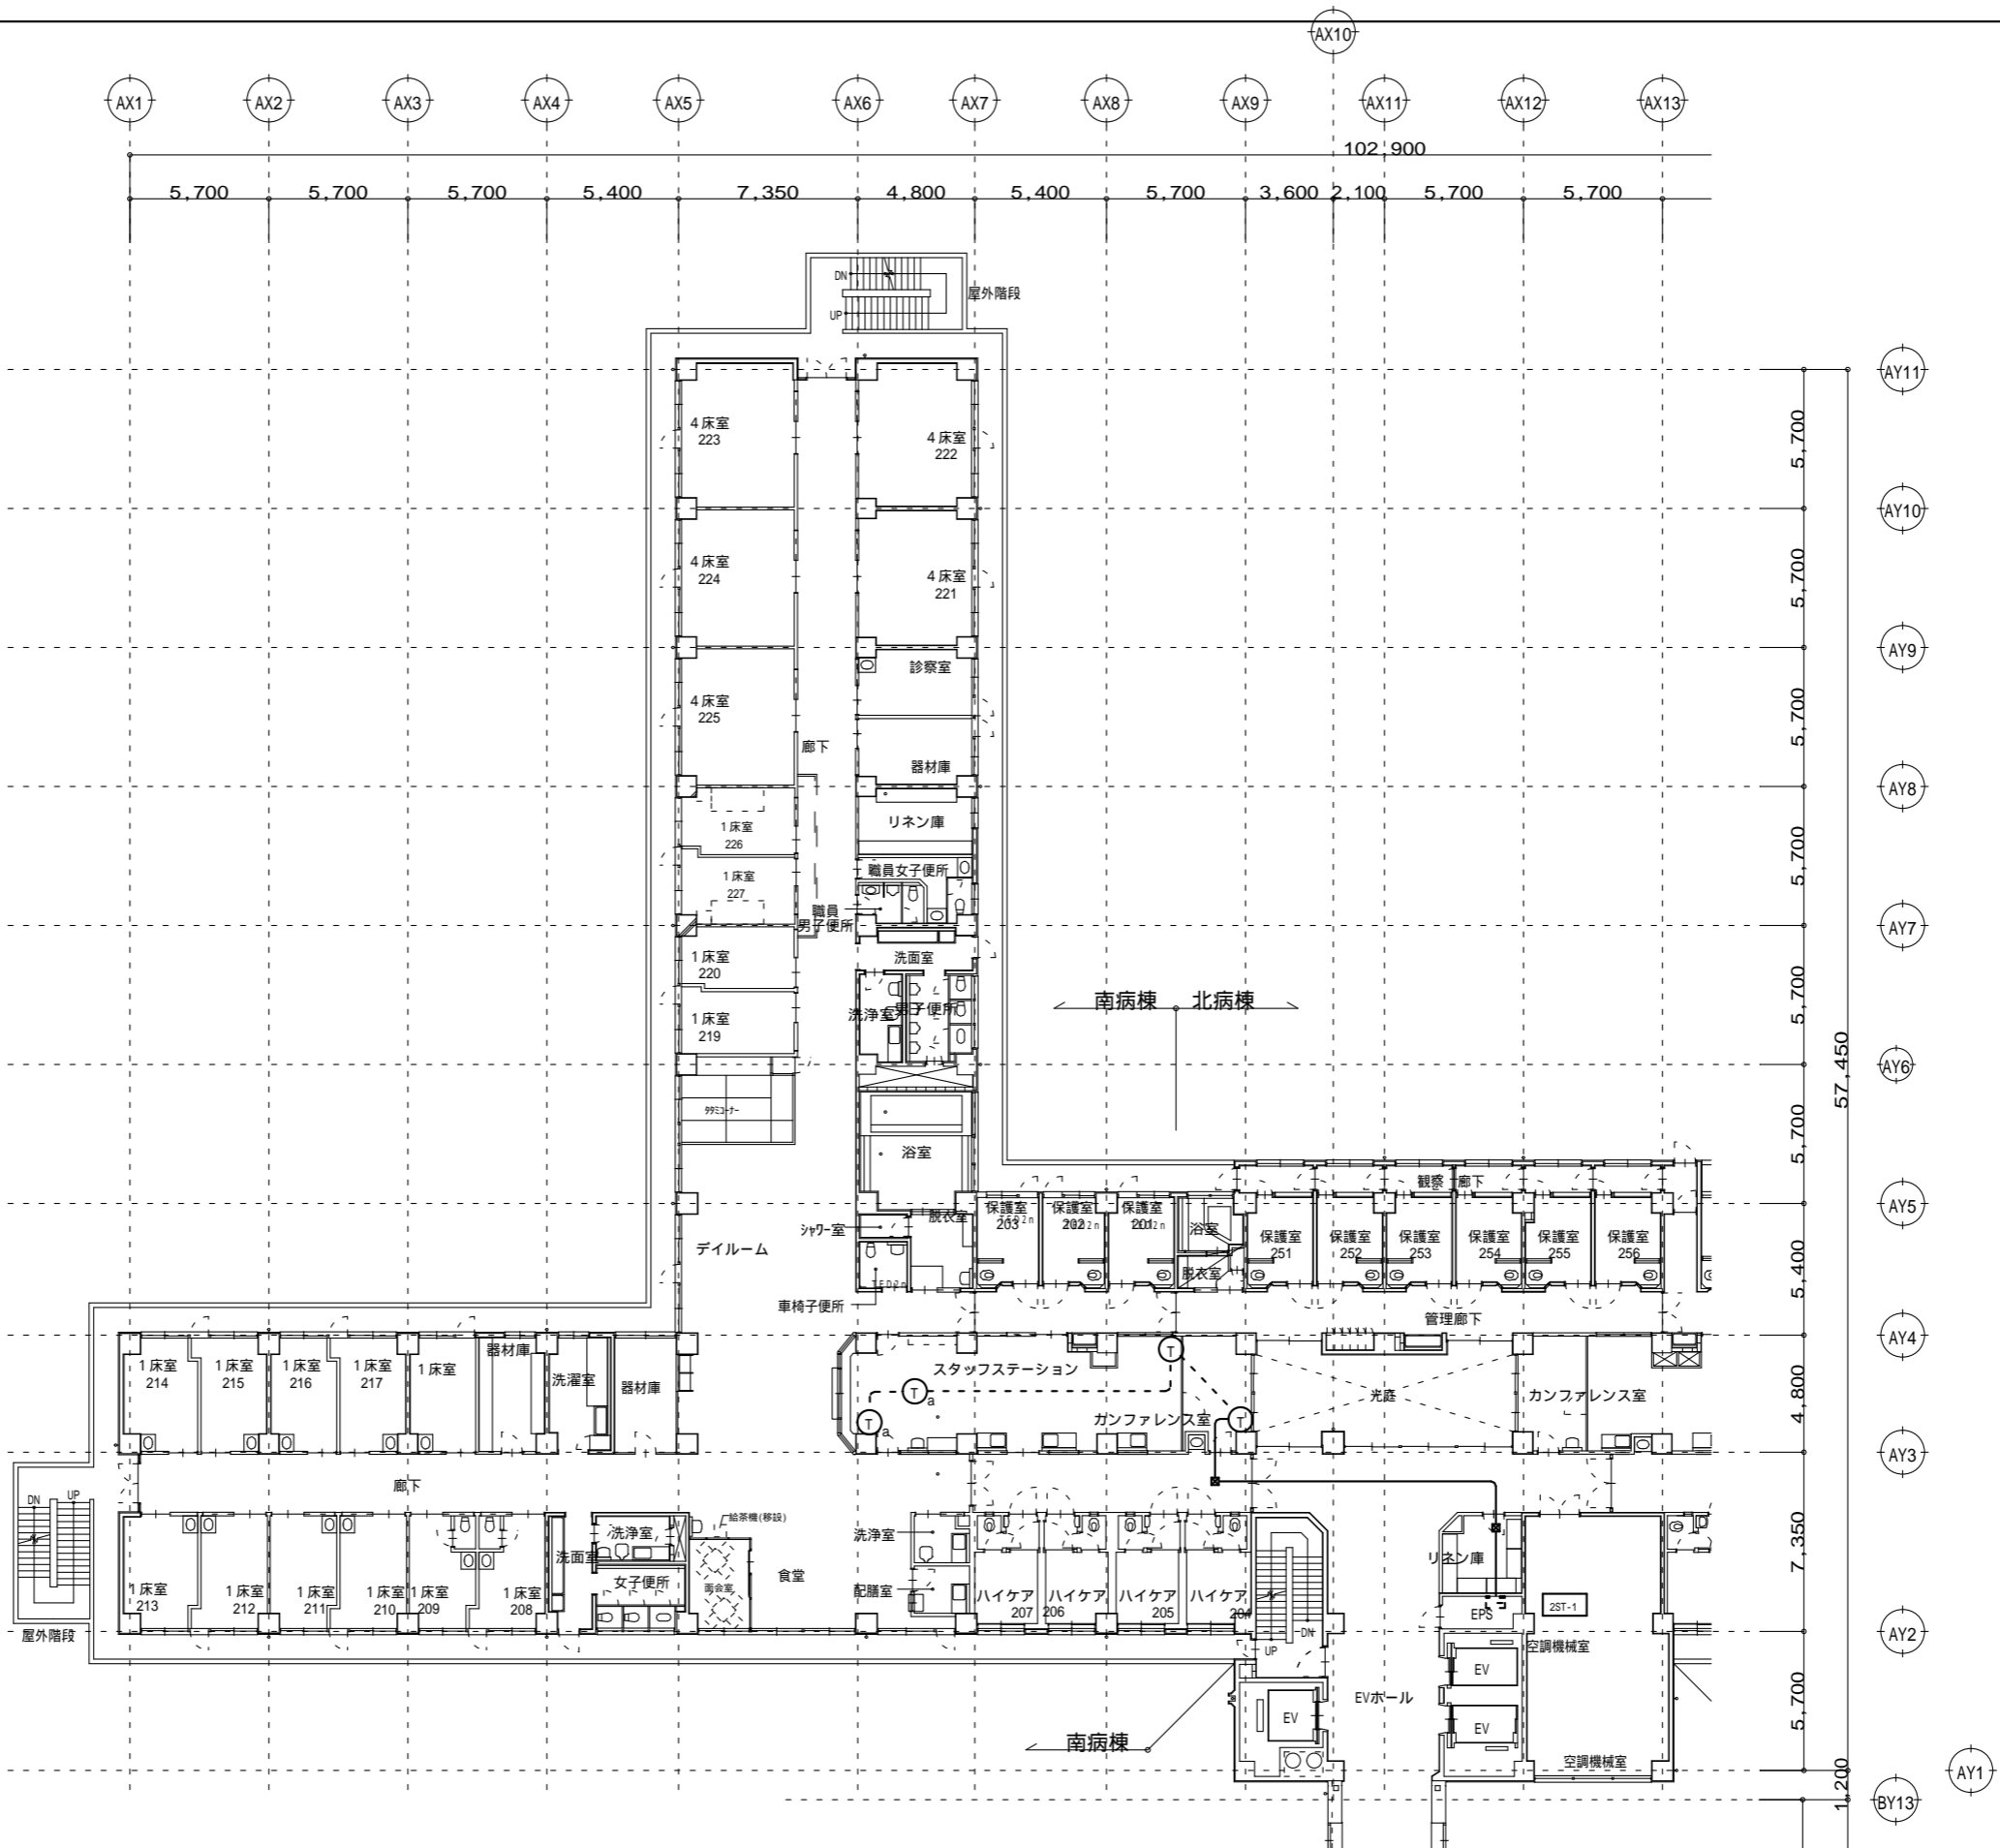 AX10
AX1 AX2 AX3 AX4 AX5 AX6 AX7 AX8 AX9 AX11 AX12 AX13
102,900
5,700 5,700 5,700 5,400 7,350 4,800 5,400 5,700 3,600 2,100 5,700 5,700
DN
屋外階段
UP
AY11
4床室
223
4床室
222
5,700
AY10
4床室
224
4床室
221
5,700
AY9
診察室
4床室
225
5,700
廊下
器材庫
AY8
1床室
226
リネン庫
5,700
職員女子便所
1床室
227
職員
男子便所
AY7
1床室
220
洗面室
5,700
南病棟 北病棟
洗浄室
男子便所
1床室
219
57,450
AY6
タタミコーナー
5,700
浴室
観察 廊下
AY5
シャワー室
脱衣室
保護室
203
保護室
202
保護室
201
浴室
デイルーム
保護室
251
保護室
252
保護室
253
保護室
254
保護室
255
保護室
256
5,400
脱衣室
車椅子便所
管理廊下
AY4
1床室
214
1床室
215
1床室
216
1床室
217
1床室
器材庫
洗濯室
器材庫
スタッフステーション
T
T a
T a
T
カンファレンス室
光庭
カンファレンス室
4,800
AY3
廊下
DN UP
給茶機(移設)
洗浄室
洗面室
洗浄室
リネン庫
7,350
女子便所
面会室
食堂
配膳室
1床室
213
1床室
212
1床室
211
1床室
210
1床室
209
1床室
208
ハイケア
207
ハイケア
206
ハイケア
205
ハイケア
204
EPS
2ST-1
DN
屋外階段
AY2
UP
空調機械室
EV
EVホール
EV
EV
5,700
南病棟
空調機械室
AY1
1,200
BY13